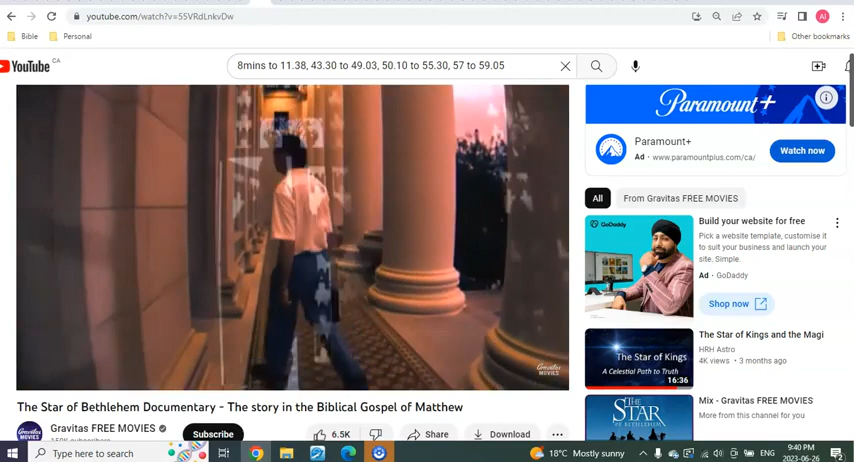 youtube.com/watch?v=55VRdLnkvDw
Bible
Personal
Other bookmarks
YouTube CA
8mins to 11.38, 43.30 to 49.03, 50.10 to 55.30, 57 to 59.05
AI
Paramount+
Paramount+
Ad · www.paramountplus.com/ca/
Watch now
All
From Gravitas FREE MOVIES
GoDaddy
Build your website for free
Pick a website template, customise it
to suit your business and launch your
site. Simple.
Ad · GoDaddy
Shop now
The Star of Kings
A Celestial Path to Truth
16:36
The Star of Kings and the Magi
HRH Astro
4K views • 3 months ago
THE
STAR
OF BETHLEHEM
Mix - Gravitas FREE MOVIES
More from this channel for you
Gravitas
MOVIES
The Star of Bethlehem Documentary - The story in the Biblical Gospel of Matthew
Gravitas FREE MOVIES
Subscribe
6.5K
Share
Download
Type here to search
18°C Mostly sunny
ENG
9:40 PM
2023-06-26
2